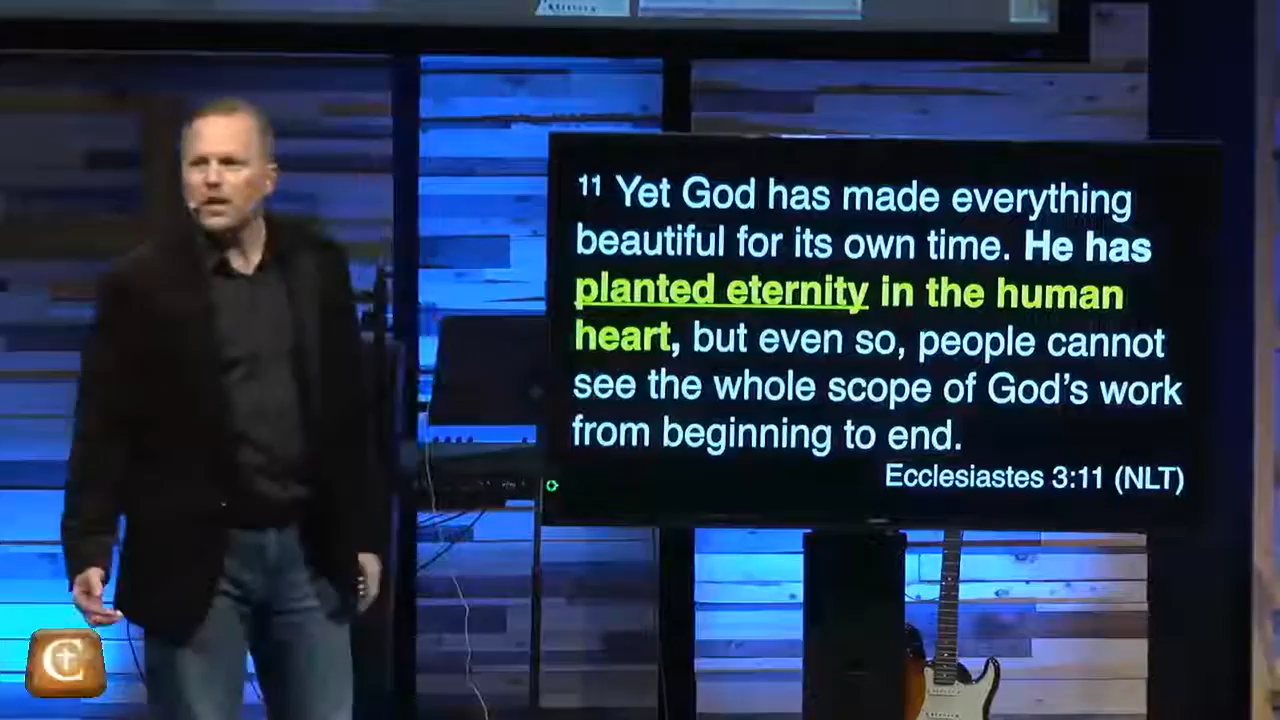 11 Yet God has made everything
beautiful for its own time. He has
planted eternity in the human
heart, but even so, people cannot
see the whole scope of God's work
from beginning to end.
Ecclesiastes 3:11 (NLT)
C